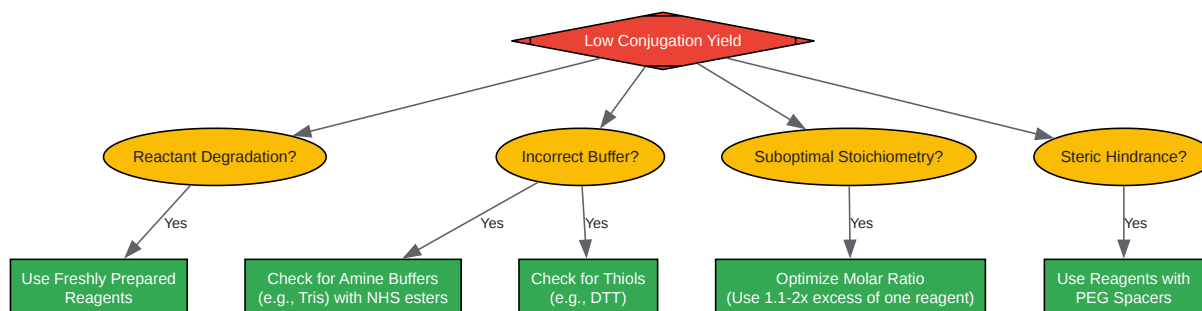 Low Conjugation Yield
Reactant Degradation?
Incorrect Buffer?
Suboptimal Stoichiometry?
Steric Hindrance?
Yes
Yes
Yes
Yes
Yes
Use Freshly Prepared
Reagents
Check for Amine Buffers
(e.g., Tris) with NHS esters
Check for Thiols
(e.g., DTT)
Optimize Molar Ratio
(Use 1.1-2x excess of one reagent)
Use Reagents with
PEG Spacers